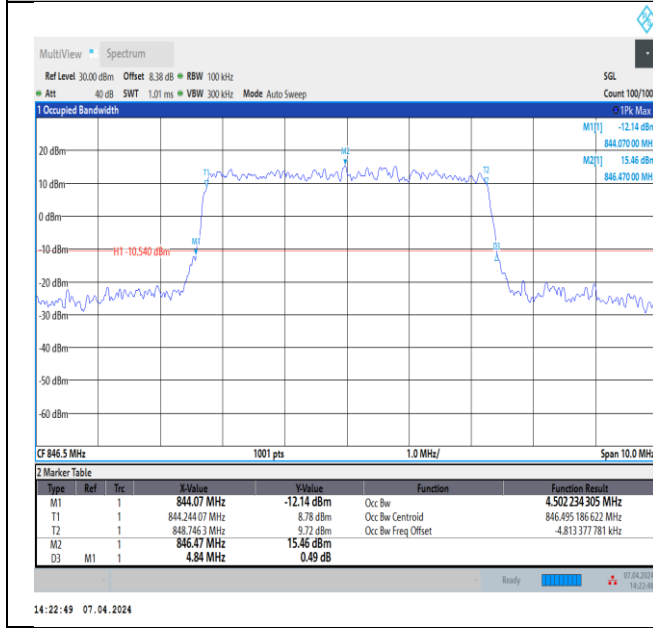 MultiView Spectrum
Ref Level 30.00 dBm Offset 8.38 dB RBW 100 kHz SGL
Att 40 dB SWT 1.01 ms VBW 300 kHz Mode Auto Sweep Count 100/100
1 Occupied Bandwidth 1Pk Max
M1[1] -12.14 dBm
844.070 00 MHz
M2[1] 15.46 dBm
846.470 00 MHz
20 dBm
M2
T1
T2
10 dBm
0 dBm
M1
D3
-10 dBm
H1 -10.540 dBm
-20 dBm
-30 dBm
-40 dBm
-50 dBm
-60 dBm
CF 846.5 MHz 1001 pts 1.0 MHz/ Span 10.0 MHz
2 Marker Table
Type Ref Trc X-Value Y-Value Function Function Result
M1 1 844.07 MHz -12.14 dBm Occ Bw 4.502 234 305 MHz
T1 1 844.244 07 MHz 8.78 dBm Occ Bw Centroid 846.495 186 622 MHz
T2 1 848.746 3 MHz 9.72 dBm Occ Bw Freq Offset -4.813 377 781 kHz
M2 1 846.47 MHz 15.46 dBm
D3 M1 1 4.84 MHz 0.49 dB
Ready 07.04.2024
14:22:48
14:22:49 07.04.2024